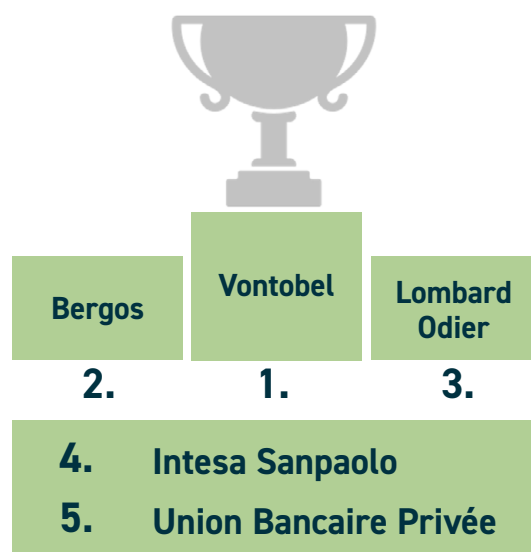 Vontobel
Bergos
Lombard
Odier
2.
1.
3.
4. Intesa Sanpaolo
5. Union Bancaire Privée